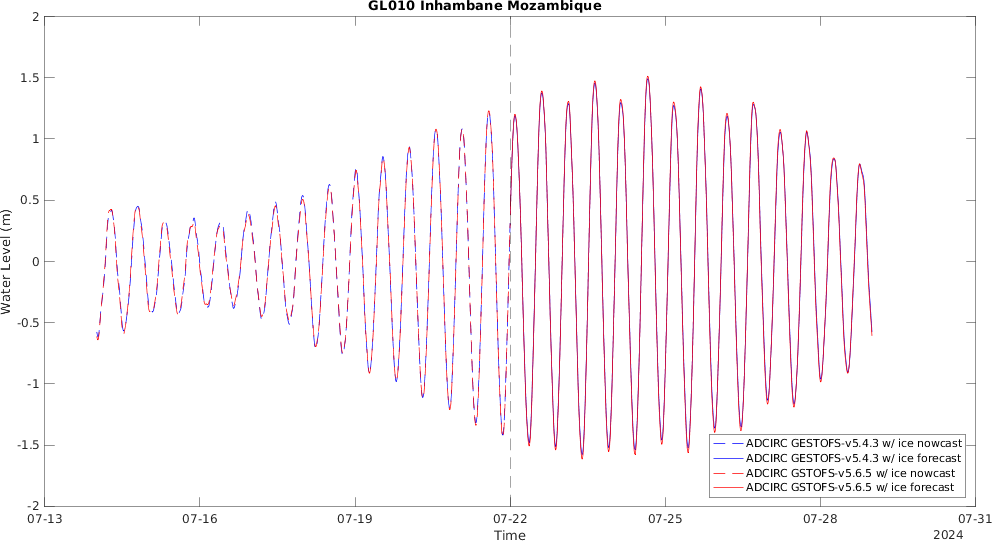 GL010 Inhambane Mozambique
2
1.5
1
0.5
0
-0.5
-1
-1.5
-2
Water Level (m)
07-13
07-16
07-19
07-22
07-25
07-28
07-31
Time
2024
ADCIRC GESTOFS-v5.4.3 w/ ice nowcast
ADCIRC GESTOFS-v5.4.3 w/ ice forecast
ADCIRC GSTOFS-v5.6.5 w/ ice nowcast
ADCIRC GSTOFS-v5.6.5 w/ ice forecast